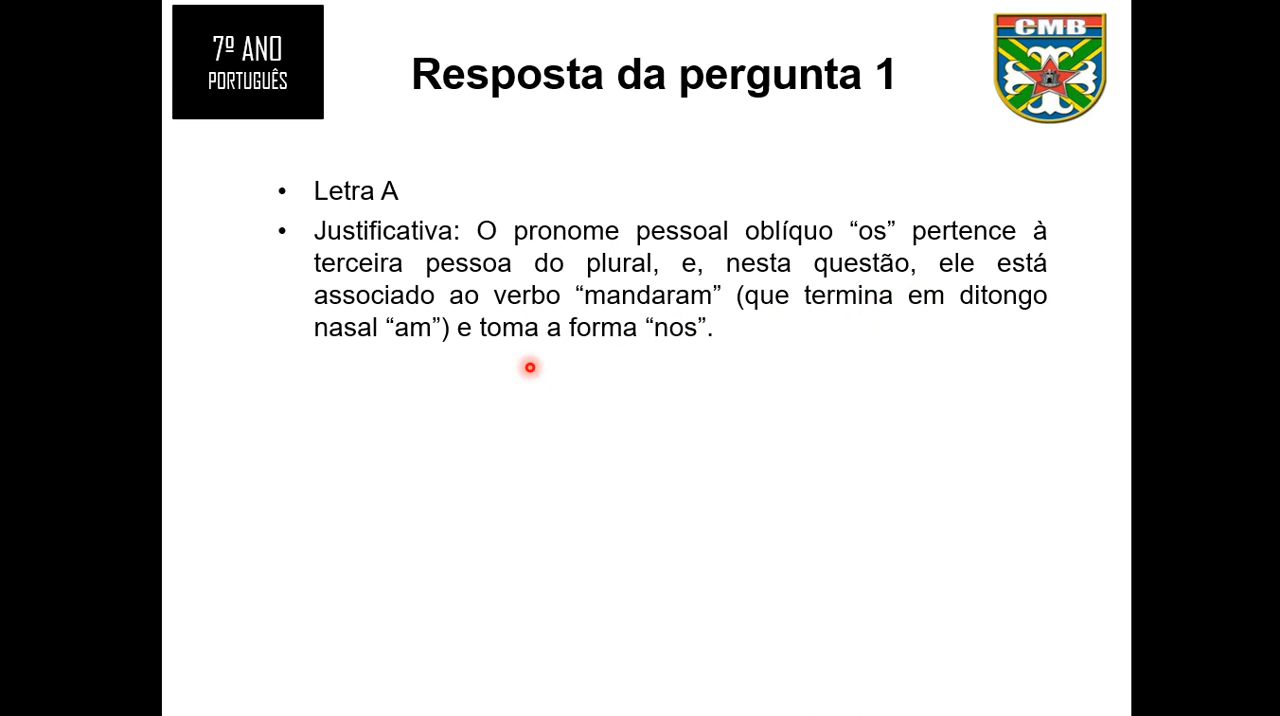 7º ANO
PORTUGUÊS
Resposta da pergunta 1
CMB
• Letra A
• Justificativa: O pronome pessoal oblíquo “os” pertence à
terceira pessoa do plural, e, nesta questão, ele está
associado ao verbo “mandaram” (que termina em ditongo
nasal “am”) e toma a forma “nos”.